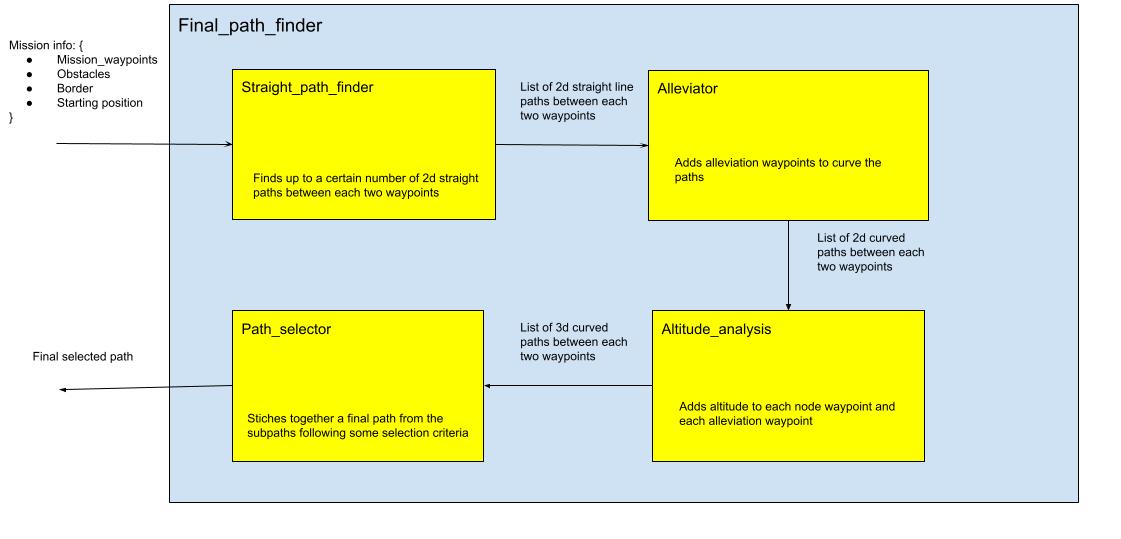 Final_path_finder
Mission info: {
● Mission_waypoints
● Obstacles
● Border
● Starting position
}
Straight_path_finder
Finds up to a certain number of 2d straight
paths between each two waypoints
List of 2d straight line
paths between each
two waypoints
Alleviator
Adds alleviation waypoints to curve the
paths
List of 2d curved
paths between each
two waypoints
Altitude_analysis
Adds altitude to each node waypoint and
each alleviation waypoint
List of 3d curved
paths between each
two waypoints
Path_selector
Stiches together a final path from the
subpaths following some selection criteria
Final selected path